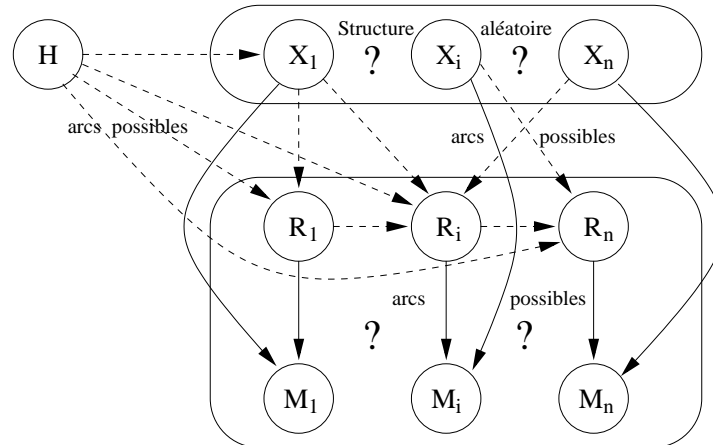 Structure aléatoire
H X1 ? Xi ? Xn
arcs possibles arcs possibles
R1 Ri Rn
arcs possibles
? ?
M1 Mi Mn